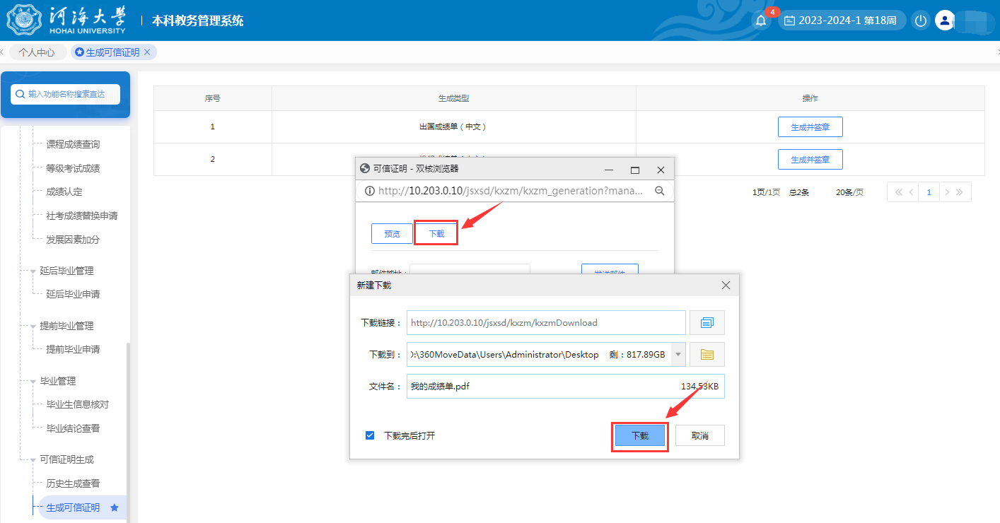 河海大学
HOHAI UNIVERSITY
本科教务管理系统
4
2023-2024-1 第18周
个人中心
生成可信证明
输入功能名称搜索直达
课程成绩查询
等级考试成绩
成绩认定
社考成绩替换申请
发展因素加分
延后毕业管理
延后毕业申请
提前毕业管理
提前毕业申请
毕业管理
毕业生信息核对
毕业结论查看
可信证明生成
历史生成查看
生成可信证明
序号 生成类型 操作
1 出国成绩单（中文） 生成并签章
2 生成并签章
1页/1页 总2条 20条/页 1
可信证明 - 双核浏览器
http://10.203.0.10/jsxsd/kxzm/kxzm_generation?mana...
预览 下载
邮件地址： 发送邮件
新建下载
下载链接： http://10.203.0.10/jsxsd/kxzm/kxzmDownload
下载到： D:\360MoveData\Users\Administrator\Desktop 剩：817.89GB
文件名： 我的成绩单.pdf 134.53KB
下载完后打开 下载 取消